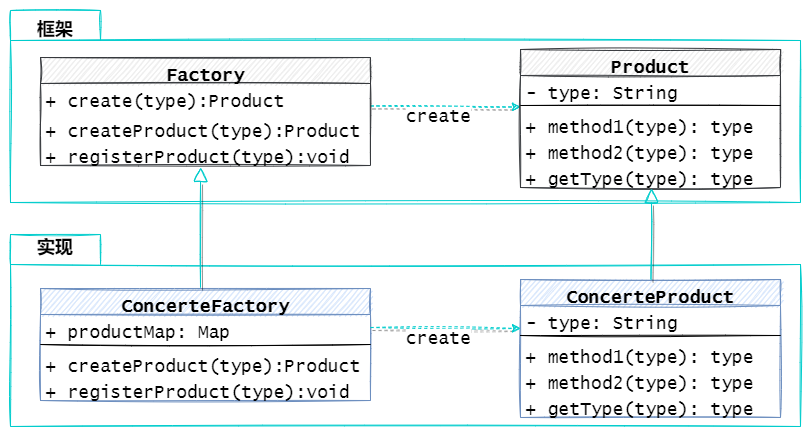 框架
Factory
+ create(type):Product
+ createProduct(type):Product
+ registerProduct(type):void
create
Product
- type: String
+ method1(type): type
+ method2(type): type
+ getType(type): type
实现
ConcerteFactory
+ productMap: Map
+ createProduct(type):Product
+ registerProduct(type):void
create
ConcerteProduct
- type: String
+ method1(type): type
+ method2(type): type
+ getType(type): type